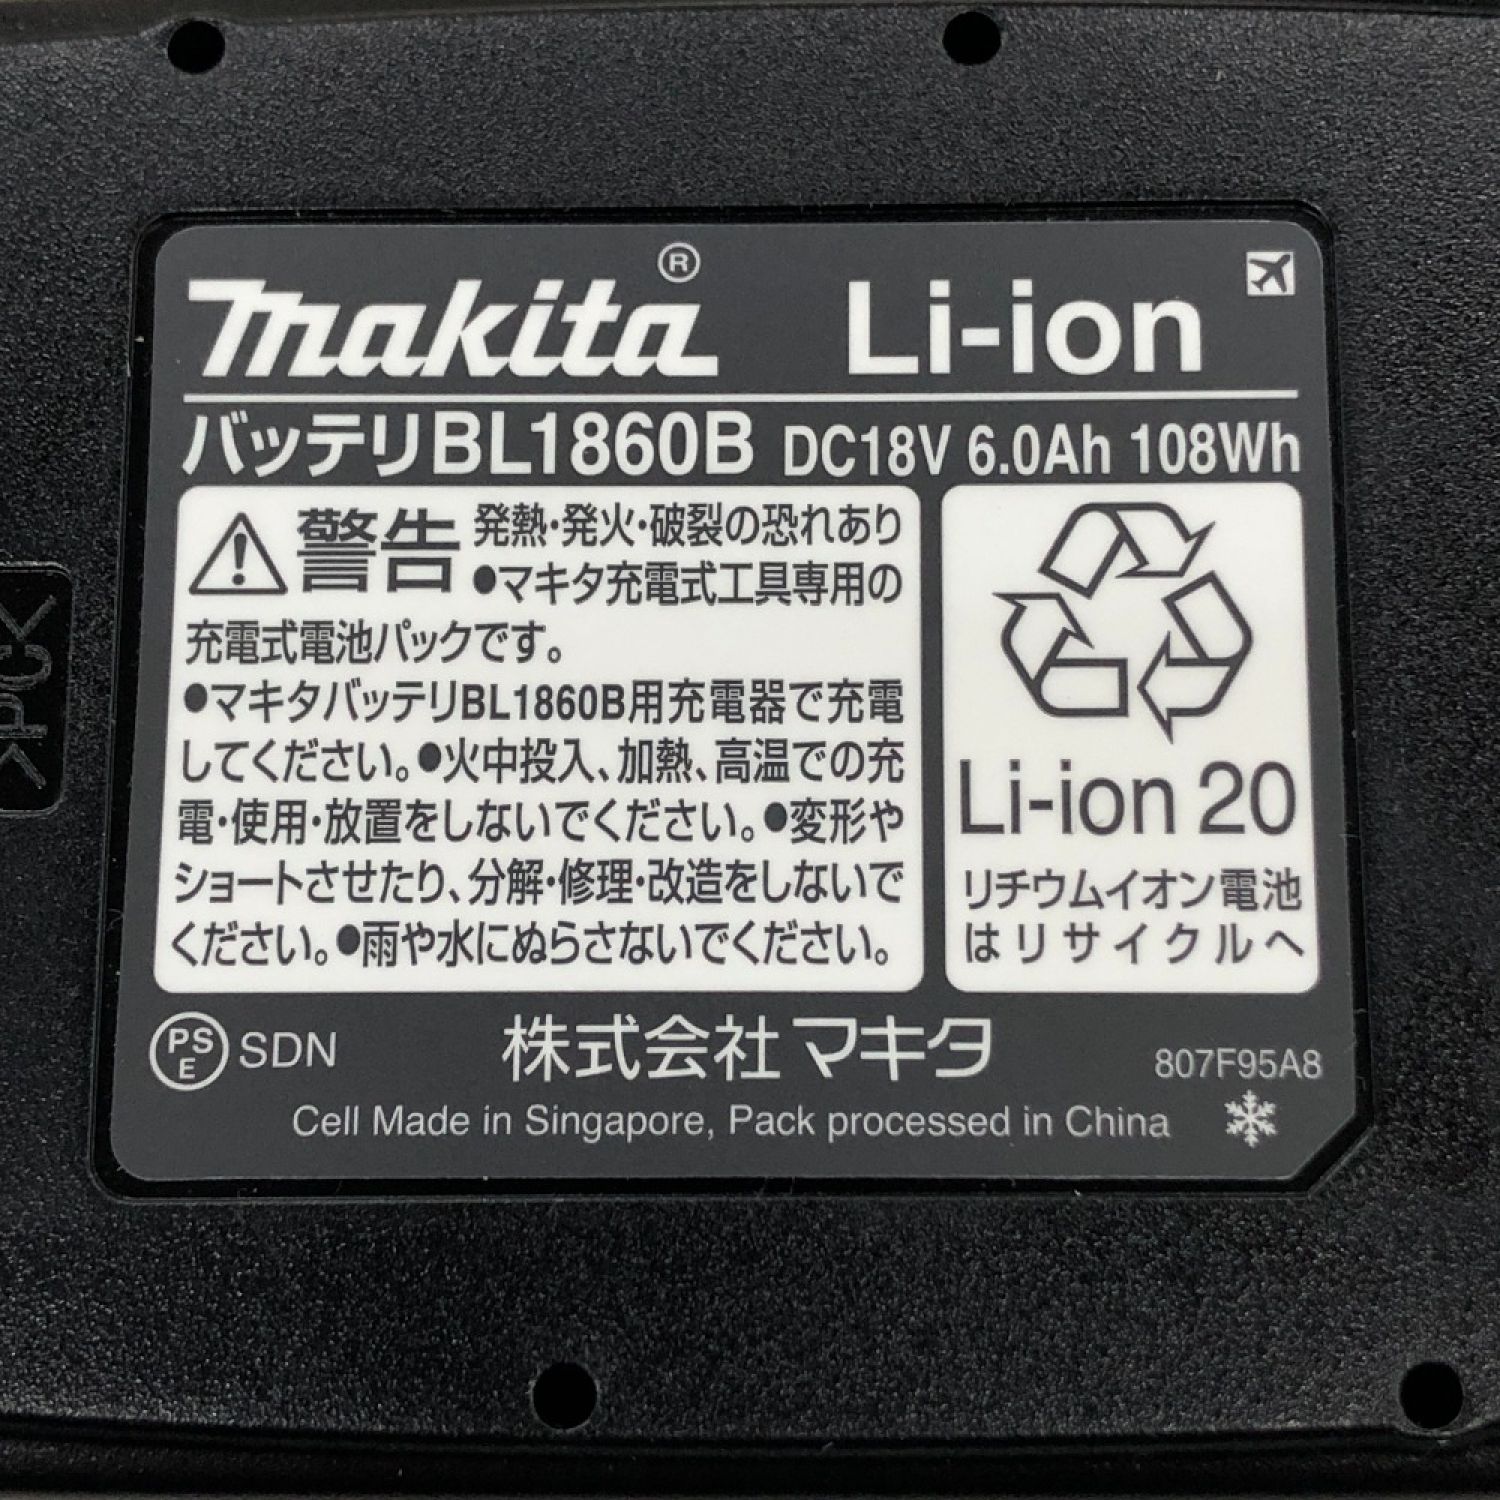 makita® Li-ion
バッテリBL1860B DC18V 6.0Ah 108Wh
警告 発熱・発火・破裂の恐れあり
●マキタ充電式工具専用の
充電式電池パックです。
●マキタバッテリBL1860B用充電器で充電
してください。●火中投入、加熱、高温での充
電・使用・放置をしないでください。●変形や
ショートさせたり、分解・修理・改造をしないで
ください。●雨や水にぬらさないでください。
Li-ion 20
リチウムイオン電池
はリサイクルへ
PSE SDN 株式会社マキタ 807F95A8
Cell Made in Singapore, Pack processed in China
>PC<